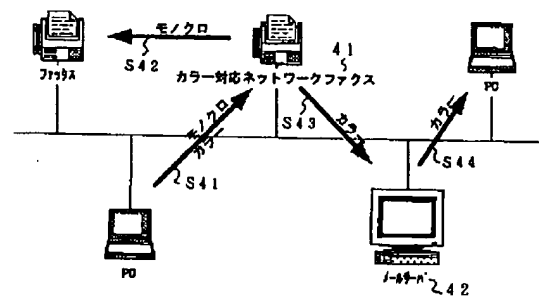 モノクロ
S42
ファックス
41
カラー対応ネットワークファクス
PC
モノクロ
カラー
S43
カラー
カラー
S41
S44
PC
メールサーバ
42